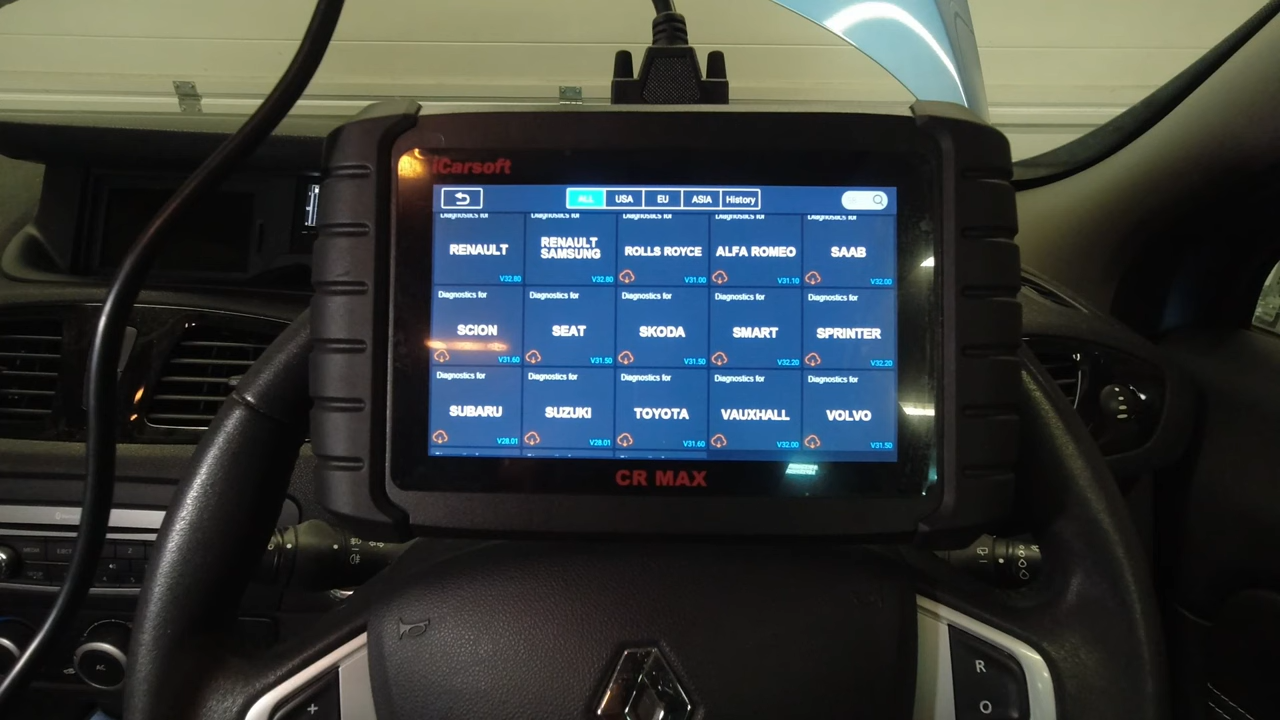 iCarsoft
ALL USA EU ASIA History
Diagnostics for Diagnostics for Diagnostics for Diagnostics for Diagnostics for
RENAULT RENAULT SAMSUNG ROLLS ROYCE ALFA ROMEO SAAB
V32.80 V32.80 V31.00 V31.10 V32.00
Diagnostics for Diagnostics for Diagnostics for Diagnostics for Diagnostics for
SCION SEAT SKODA SMART SPRINTER
V31.60 V31.50 V31.50 V32.20 V32.20
Diagnostics for Diagnostics for Diagnostics for Diagnostics for Diagnostics for
SUBARU SUZUKI TOYOTA VAUXHALL VOLVO
V28.01 V28.01 V31.60 V32.00 V31.50
CR MAX
MEDIA EJECT 2
AC
+
R
O